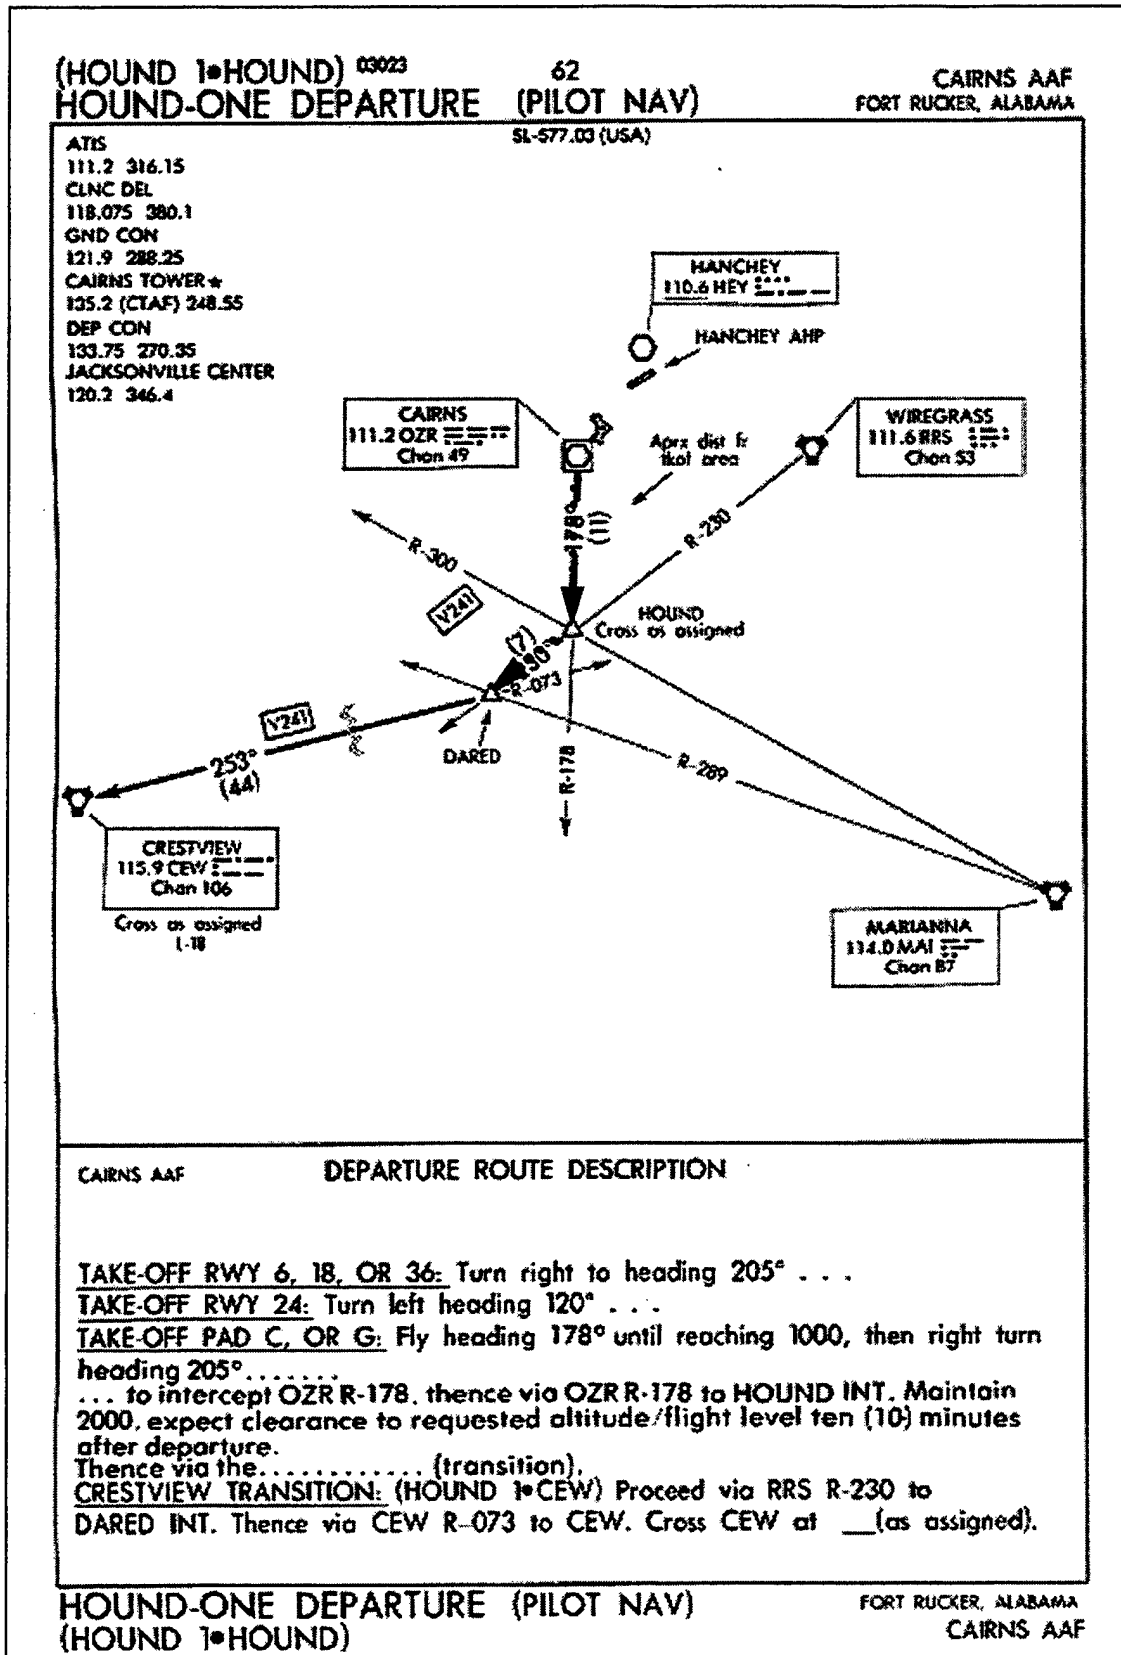 (HOUND 1•HOUND) 03023
62
CAIRNS AAF
HOUND-ONE DEPARTURE (PILOT NAV)
FORT RUCKER, ALABAMA
SL-577.03 (USA)
ATIS
111.2 316.15
CLNC DEL
118.075 380.1
GND CON
121.9 288.25
CAIRNS TOWER★
135.2 (CTAF) 248.55
DEP CON
133.75 270.35
JACKSONVILLE CENTER
120.2 346.4
HANCHEY
110.6 HEY
HANCHEY AHP
CAIRNS
111.2 OZR
Chan 49
Aprx dist fr
tkof area
WIREGRASS
111.6 RRS
Chan 53
178°
(11)
R-230
R-300
V241
HOUND
Cross as assigned
(7)
230°
R-073
V241
DARED
253°
(44)
R-178
R-289
CRESTVIEW
115.9 CEW
Chan 106
Cross as assigned
L-18
MARIANNA
114.0 MAI
Chan 87
CAIRNS AAF
DEPARTURE ROUTE DESCRIPTION
TAKE-OFF RWY 6, 18, OR 36: Turn right to heading 205° . . .
TAKE-OFF RWY 24: Turn left heading 120° . . .
TAKE-OFF PAD C, OR G: Fly heading 178° until reaching 1000, then right turn
heading 205°.......
... to intercept OZR R-178, thence via OZR R-178 to HOUND INT. Maintain
2000, expect clearance to requested altitude/flight level ten (10) minutes
after departure.
Thence via the............ (transition).
CRESTVIEW TRANSITION: (HOUND 1•CEW) Proceed via RRS R-230 to
DARED INT. Thence via CEW R-073 to CEW. Cross CEW at __(as assigned).
HOUND-ONE DEPARTURE (PILOT NAV)
FORT RUCKER, ALABAMA
(HOUND 1•HOUND)
CAIRNS AAF